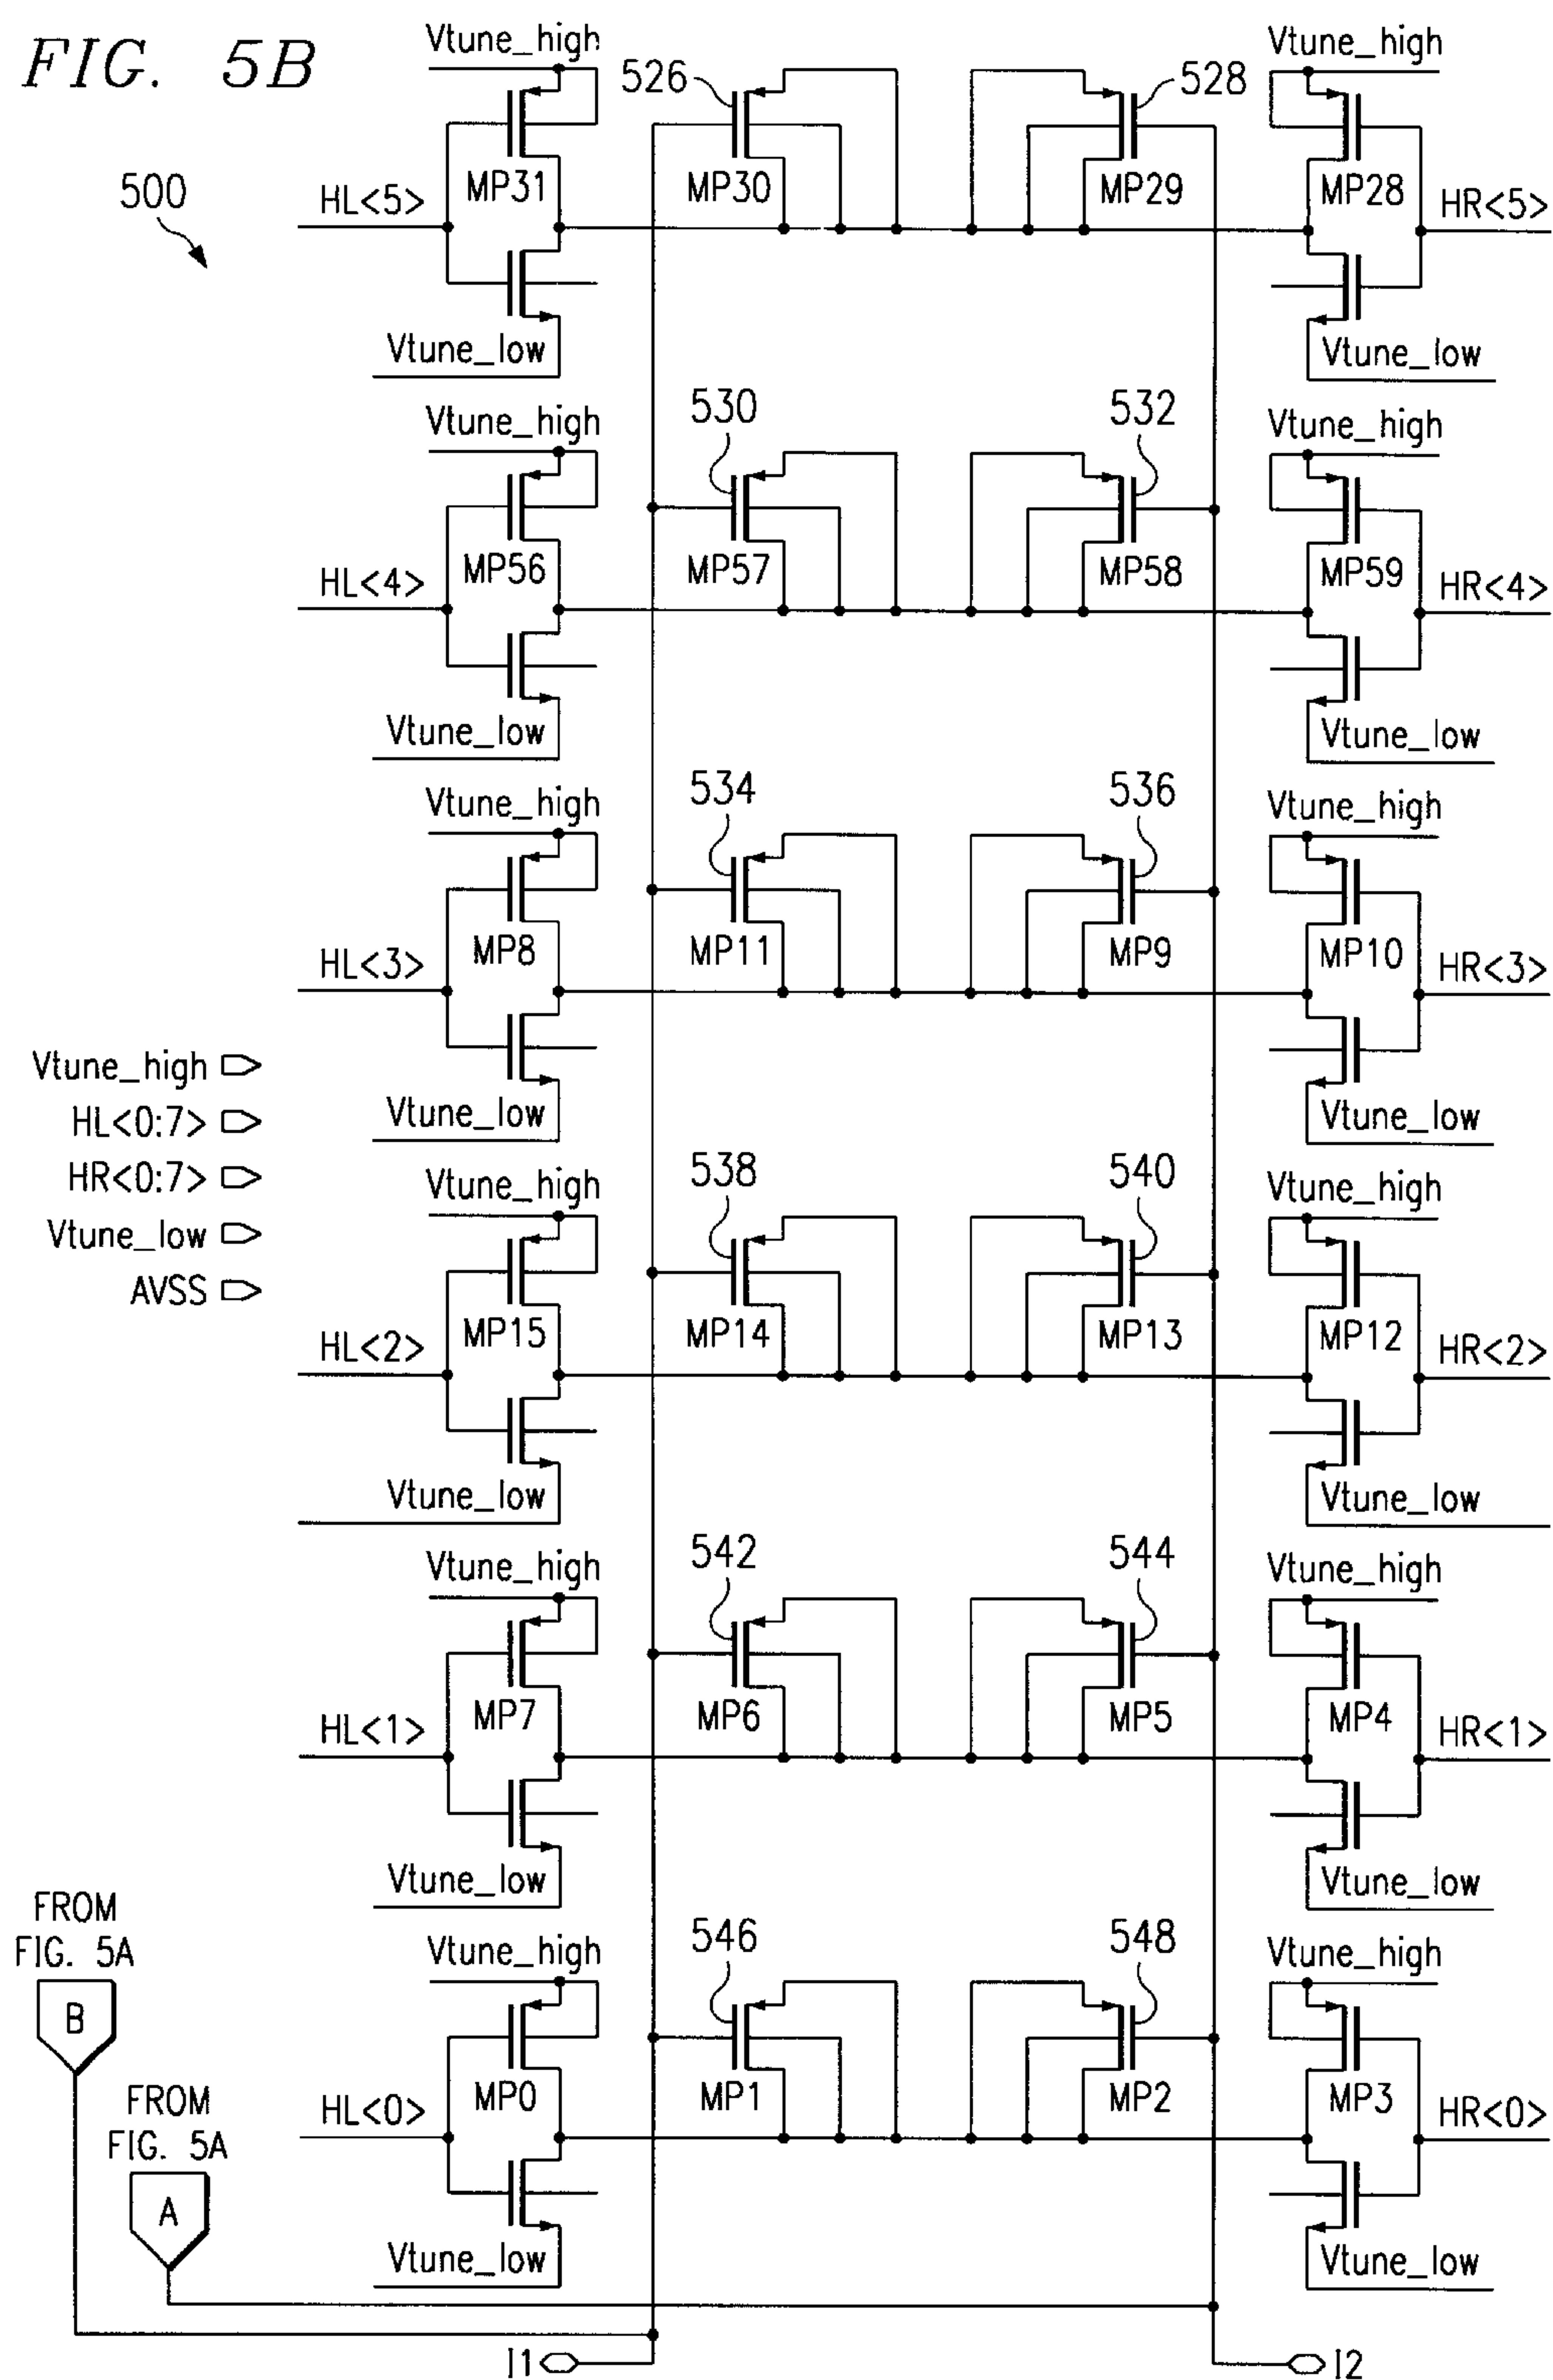 FIG. 5B
500
Vtune_high
526
528
Vtune_high
HL<5>
MP31
MP30
MP29
MP28
HR<5>
Vtune_low
Vtune_low
Vtune_high
530
532
Vtune_high
HL<4>
MP56
MP57
MP58
MP59
HR<4>
Vtune_low
Vtune_low
Vtune_high
534
536
Vtune_high
HL<3>
MP8
MP11
MP9
MP10
HR<3>
Vtune_low
Vtune_low
Vtune_high
HL<0:7>
HR<0:7>
Vtune_low
AVSS
Vtune_high
538
540
Vtune_high
HL<2>
MP15
MP14
MP13
MP12
HR<2>
Vtune_low
Vtune_low
Vtune_high
542
544
Vtune_high
HL<1>
MP7
MP6
MP5
MP4
HR<1>
Vtune_low
Vtune_low
FROM
FIG. 5A
B
Vtune_high
546
548
Vtune_high
HL<0>
MP0
MP1
MP2
MP3
HR<0>
FROM
FIG. 5A
A
Vtune_low
Vtune_low
I1
I2